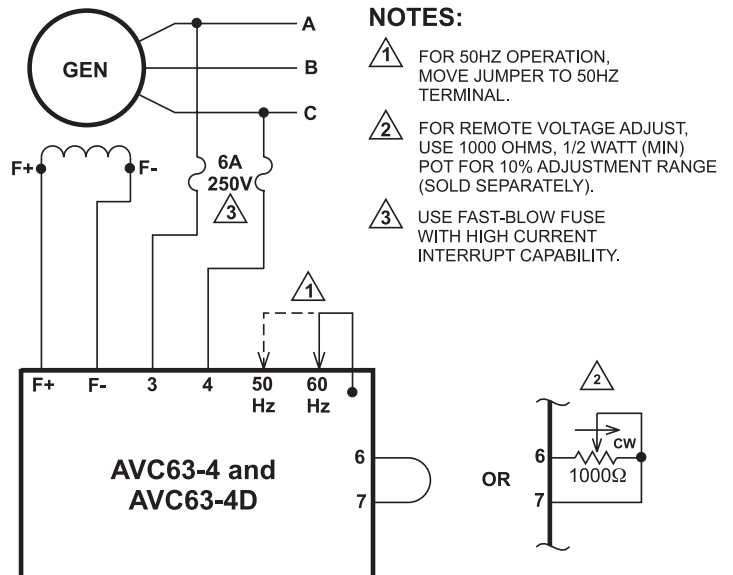 NOTES:
1 FOR 50HZ OPERATION,
MOVE JUMPER TO 50HZ
TERMINAL.
2 FOR REMOTE VOLTAGE ADJUST,
USE 1000 OHMS, 1/2 WATT (MIN)
POT FOR 10% ADJUSTMENT RANGE
(SOLD SEPARATELY).
3 USE FAST-BLOW FUSE
WITH HIGH CURRENT
INTERRUPT CAPABILITY.
GEN
A
B
C
F+ F-
6A
250V
3
1
F+ F- 3 4 50 60
Hz Hz
AVC63-4 and
AVC63-4D
6
7
OR
2
6
7
CW
1000Ω